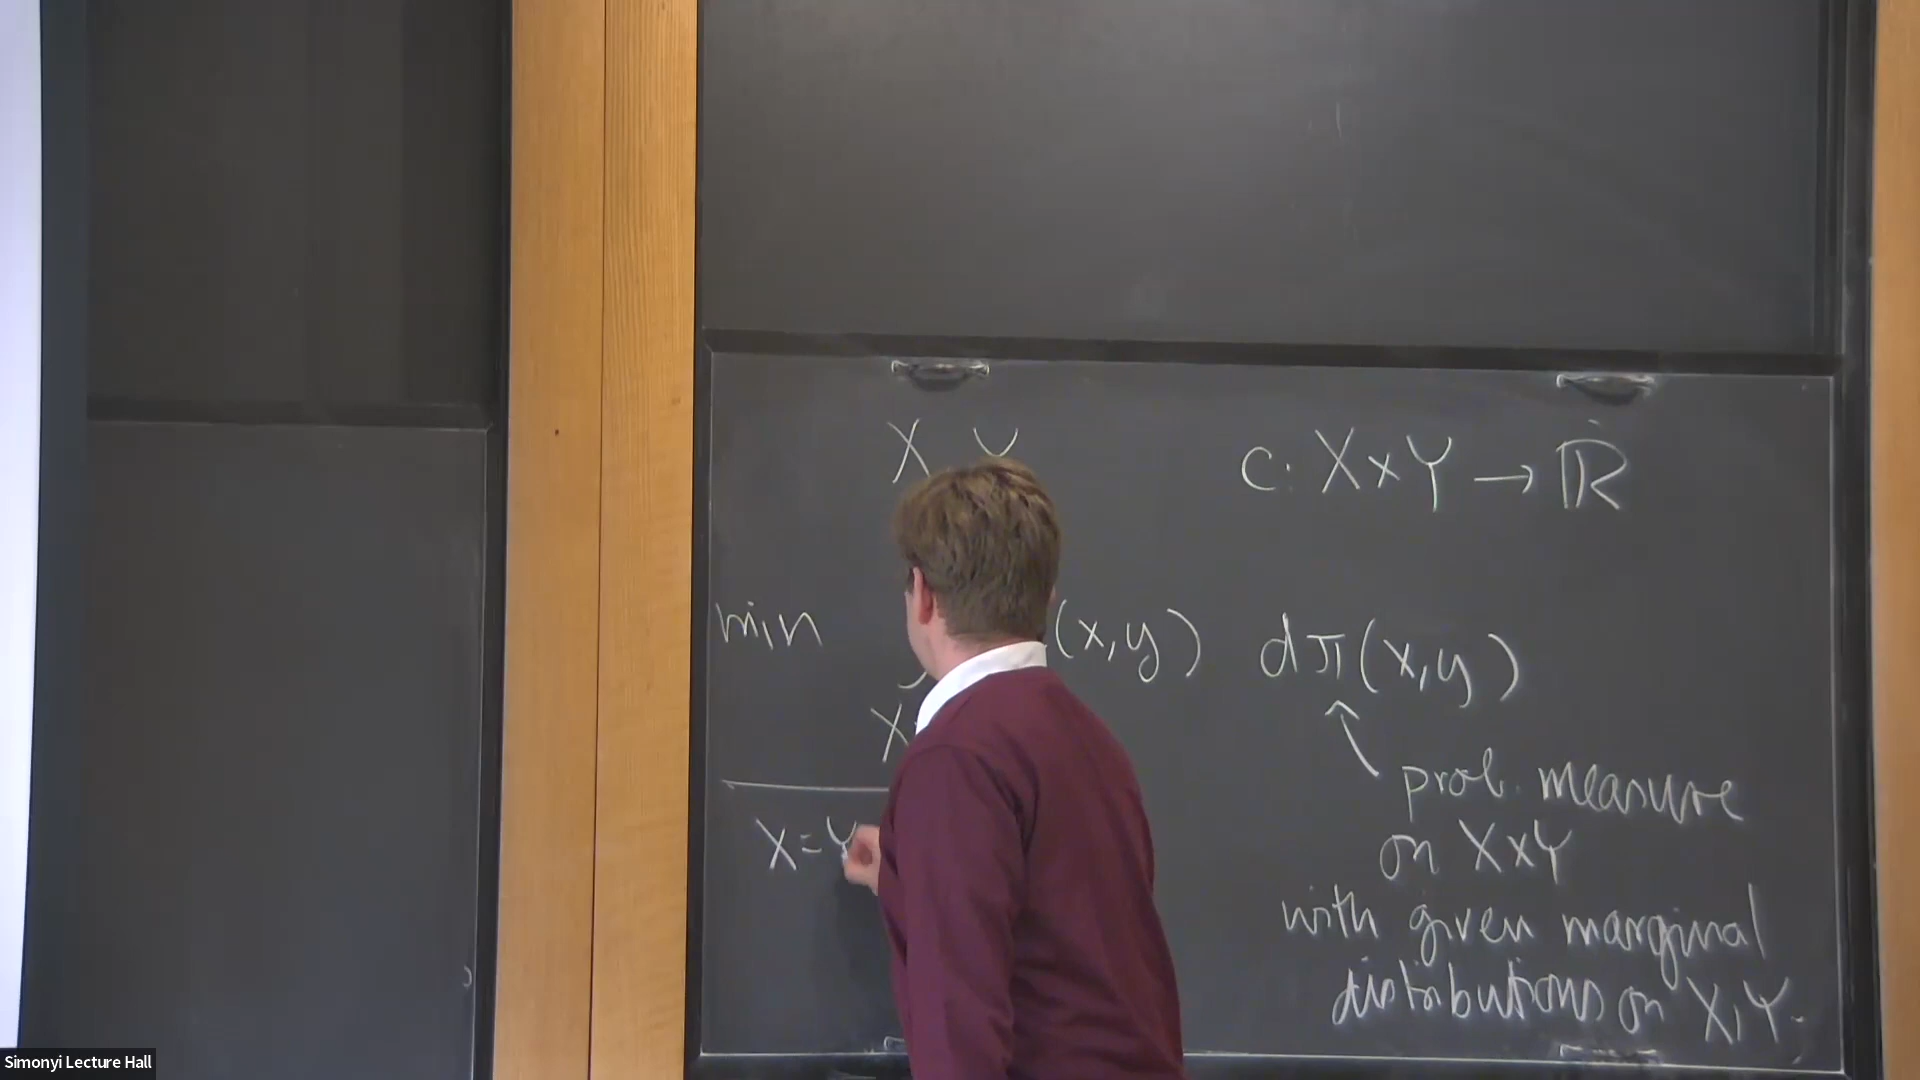 X Y c: X×Y → ℝ
min (x,y) dπ(x,y)
X
↖ prob. measure
on X×Y
with given marginal
distributions on X,Y.
X=Y
Simonyi Lecture Hall